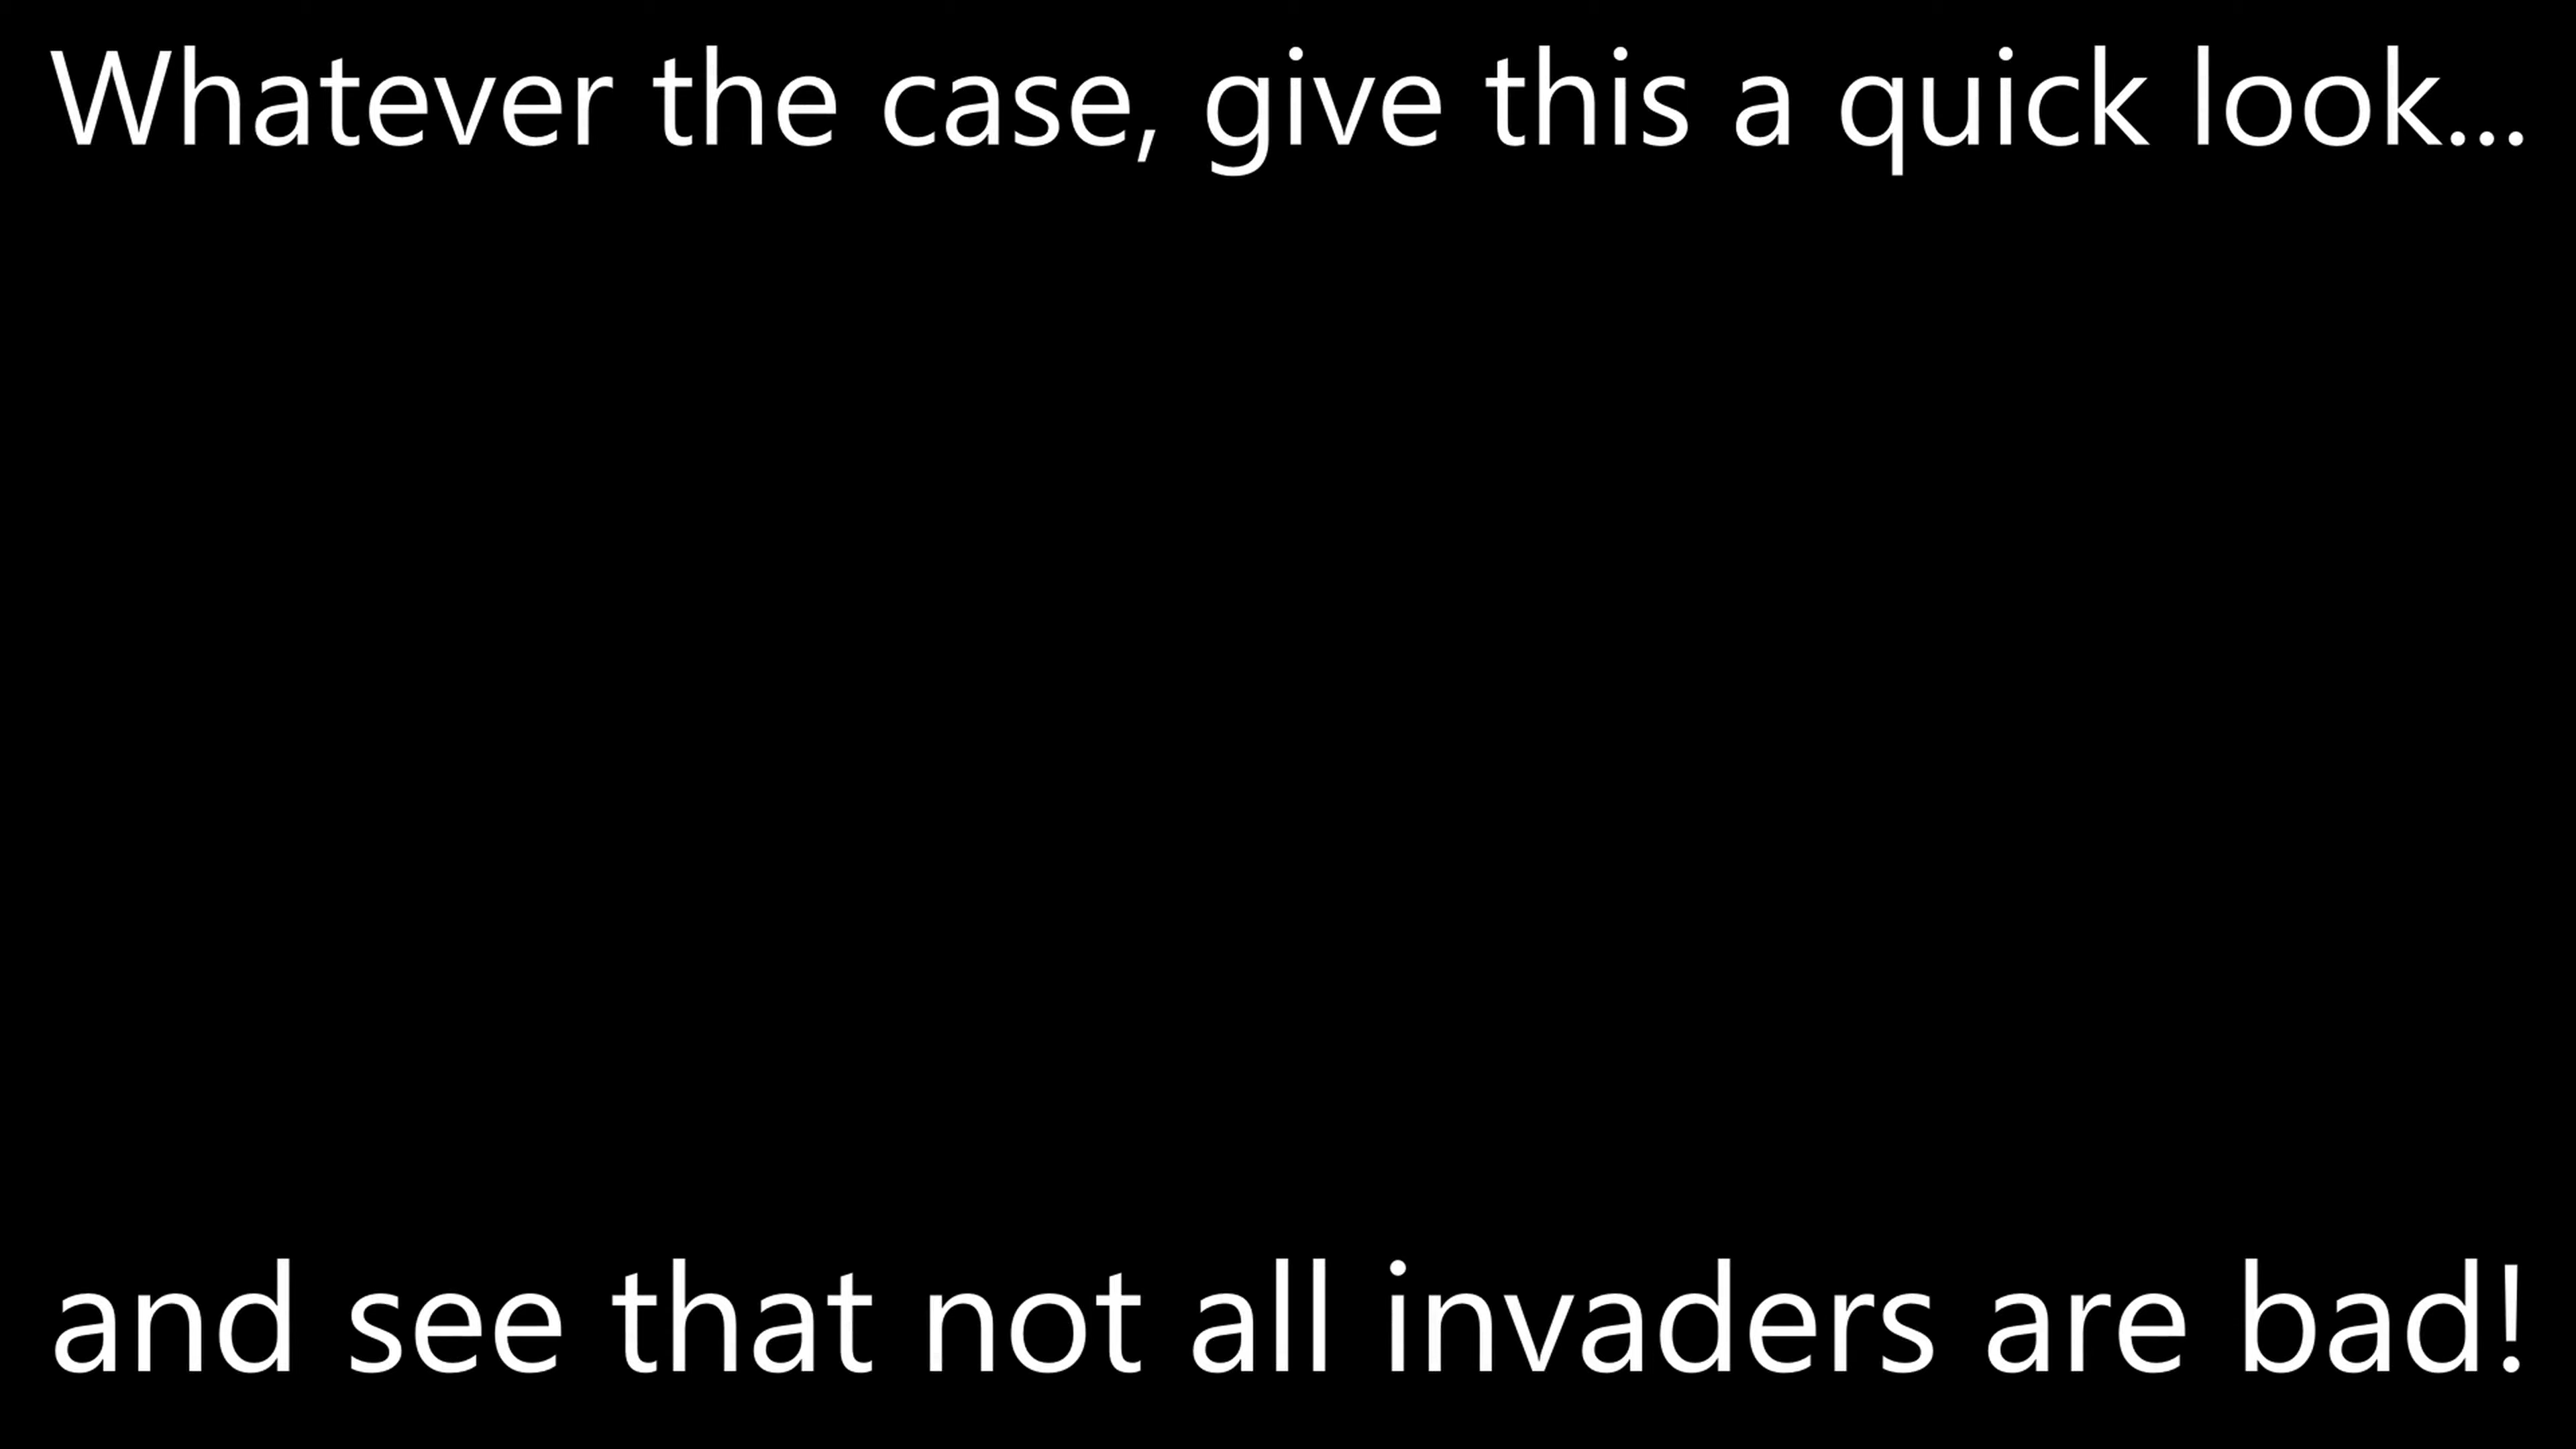 Whatever the case, give this a quick look...
and see that not all invaders are bad!